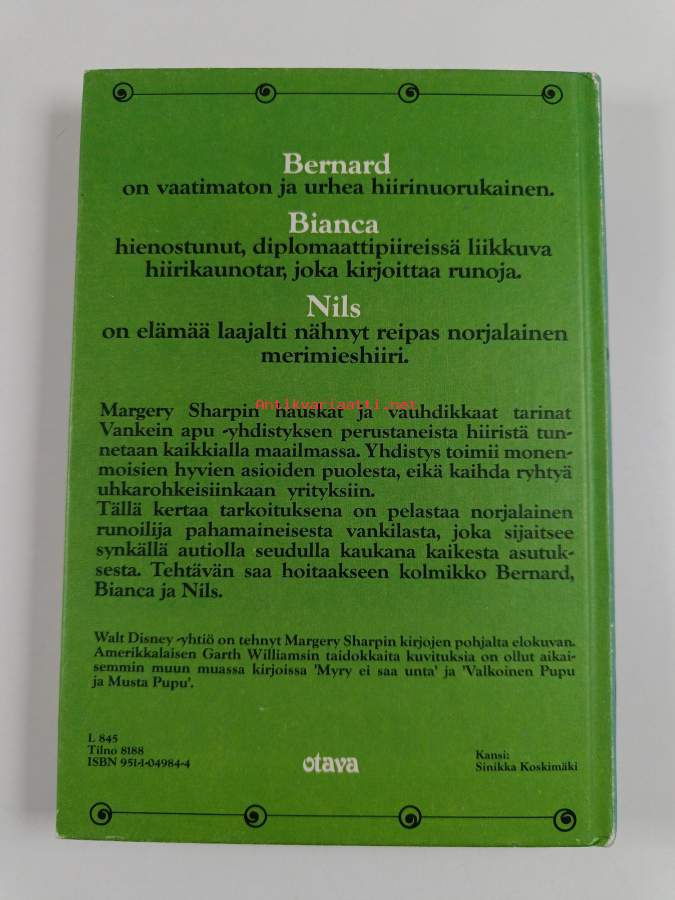 Bernard
on vaatimaton ja urhea hiirinuorukainen.
Bianca
hienostunut, diplomaattipiireissä liikkuva
hiirikaunotar, joka kirjoittaa runoja.
Nils
on elämää laajalti nähnyt reipas norjalainen
merimieshiiri.
Antikvariaatti.net
Margery Sharpin hauskat ja vauhdikkaat tarinat
Vankein apu -yhdistyksen perustaneista hiiristä tun-
netaan kaikkialla maailmassa. Yhdistys toimii monen-
moisien hyvien asioiden puolesta, eikä kaihda ryhtyä
uhkarohkeisiinkaan yrityksiin.
Tällä kertaa tarkoituksena on pelastaa norjalainen
runoilija pahamaineisesta vankilasta, joka sijaitsee
synkällä autiolla seudulla kaukana kaikesta asutuk-
sesta. Tehtävän saa hoitaakseen kolmikko Bernard,
Bianca ja Nils.
Walt Disney -yhtiö on tehnyt Margery Sharpin kirjojen pohjalta elokuvan.
Amerikkalaisen Garth Williamsin taidokkaita kuvituksia on ollut aikai-
semmin muun muassa kirjoissa 'Myry ei saa unta' ja 'Valkoinen Pupu
ja Musta Pupu'.
L 845
Tilno 8188
ISBN 951-1-04984-4
otava
Kansi:
Sinikka Koskimäki